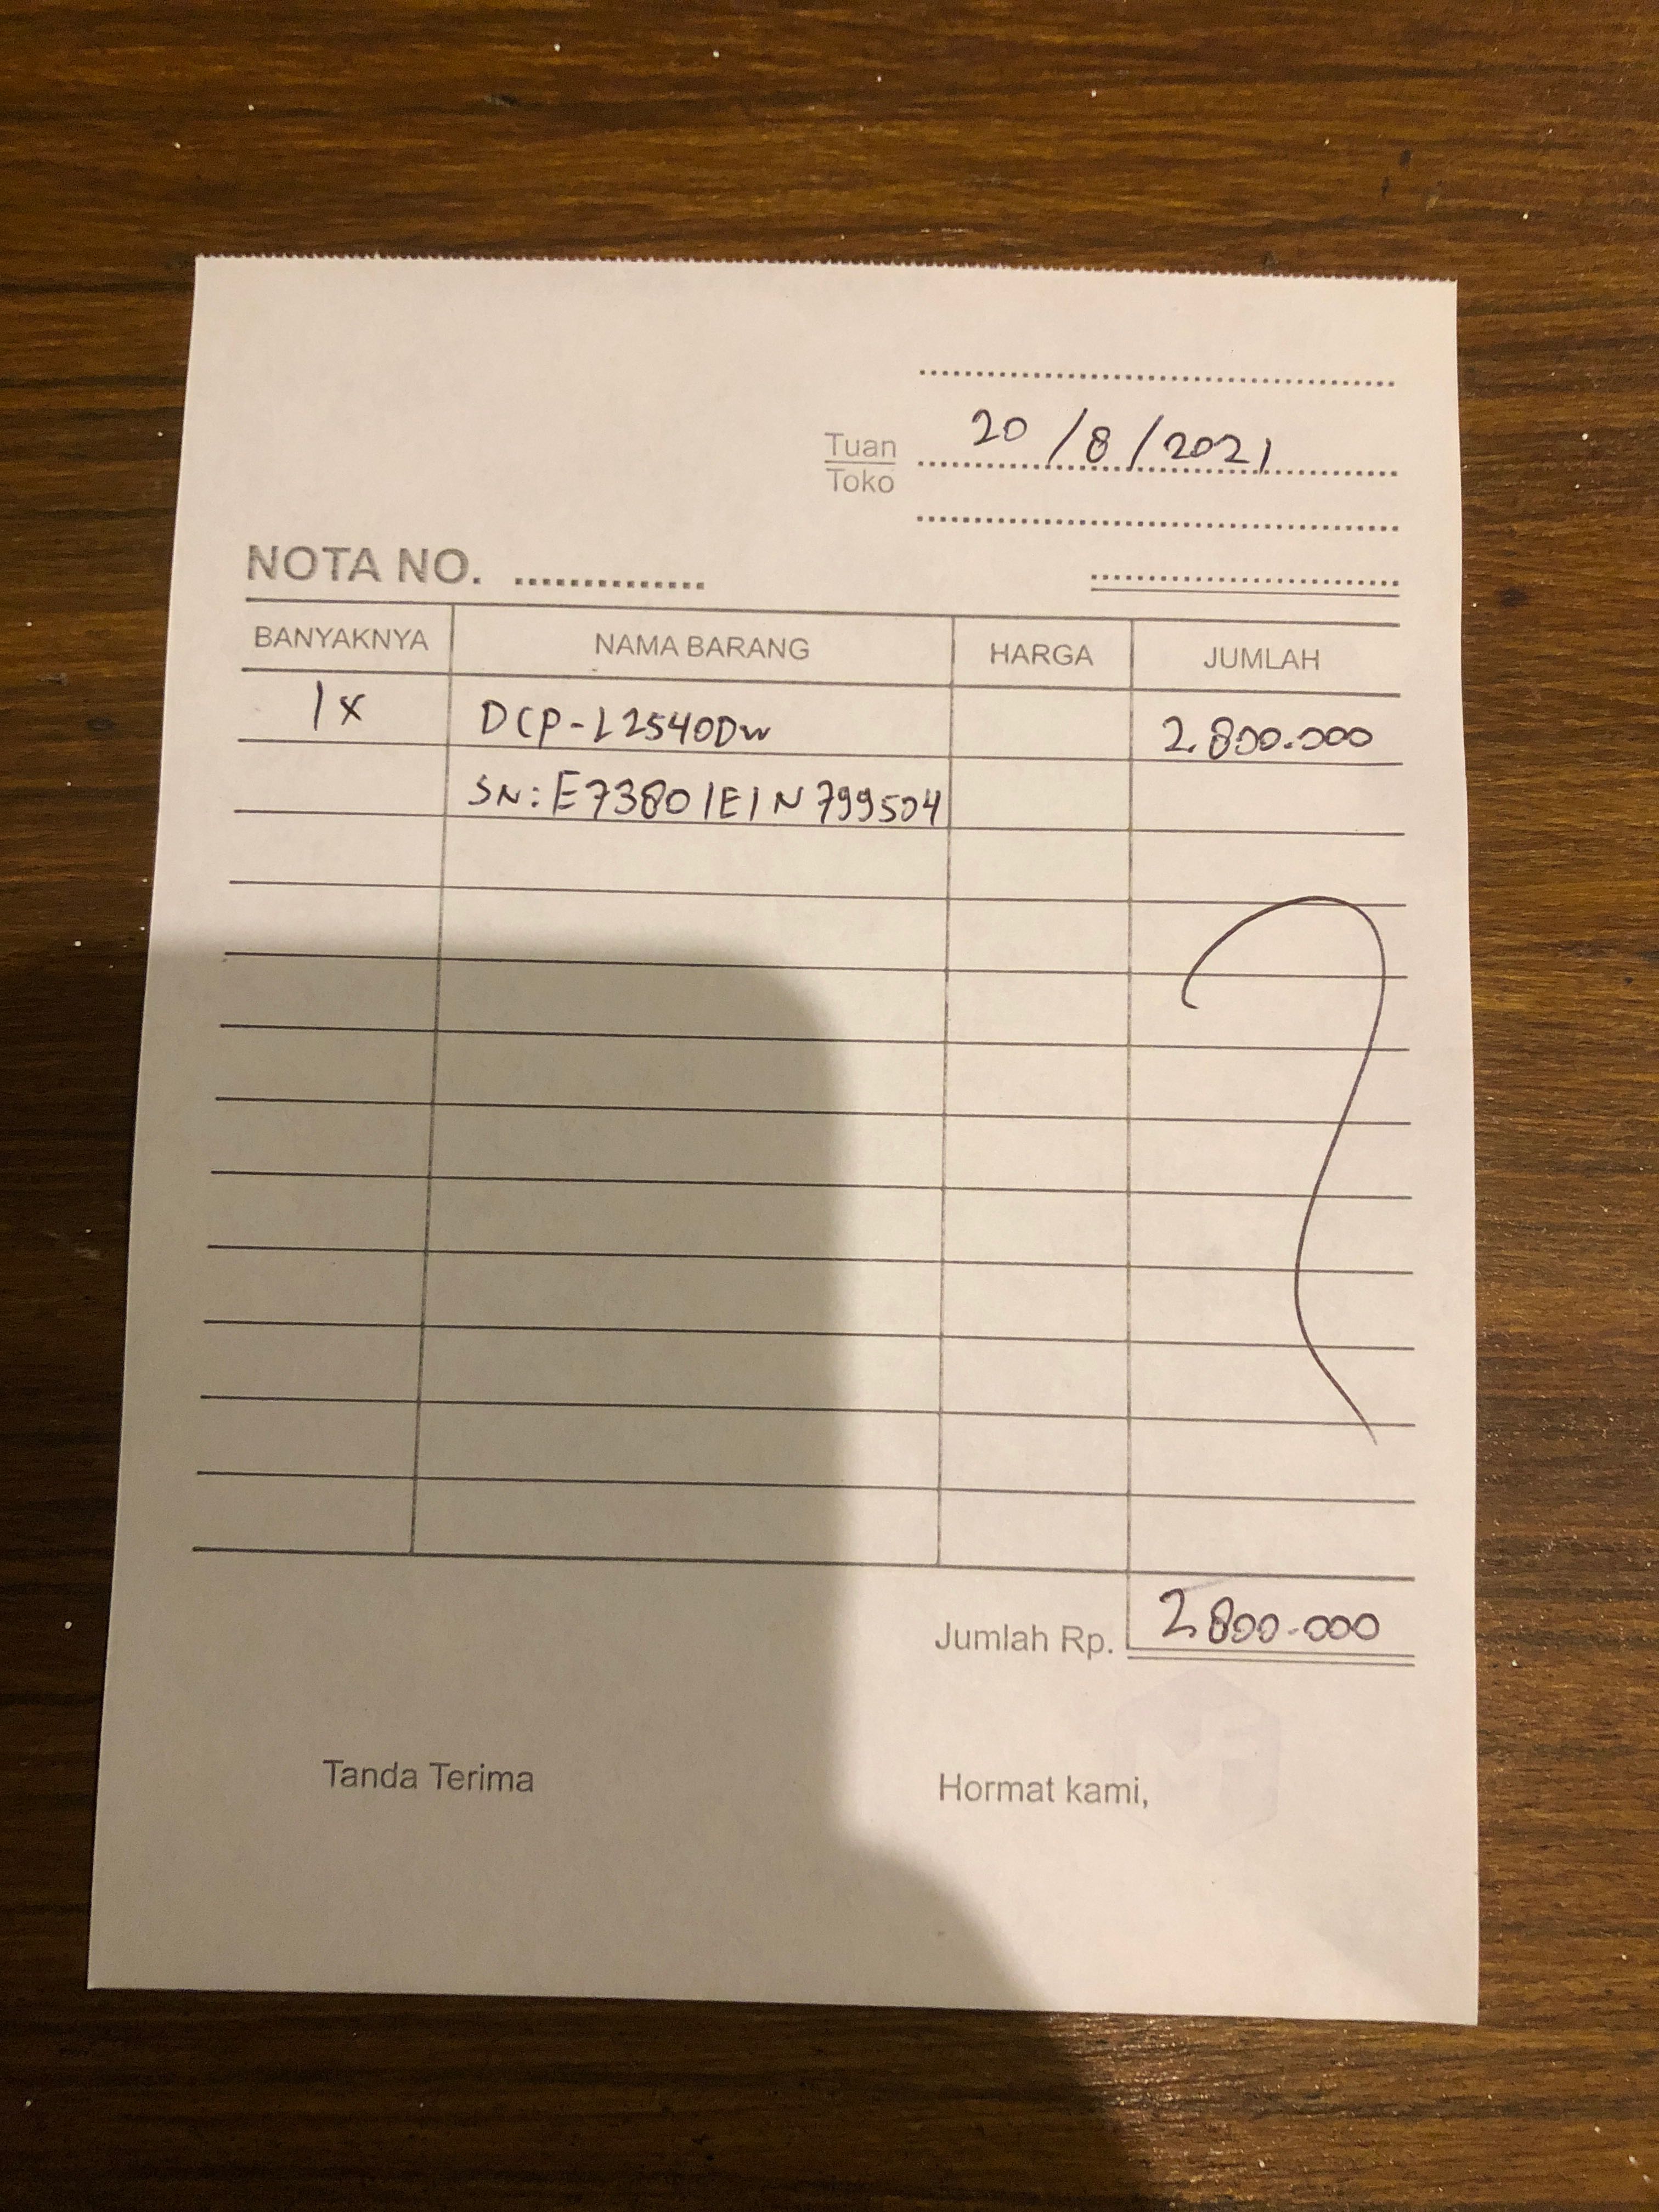 20/8/2021
Tuan
Toko
NOTA NO.
BANYAKNYA NAMA BARANG HARGA JUMLAH
1x DCP-L2540Dw 2.800.000
SN: E73801E1N799504
Jumlah Rp. 2.800.000
Tanda Terima Hormat kami,